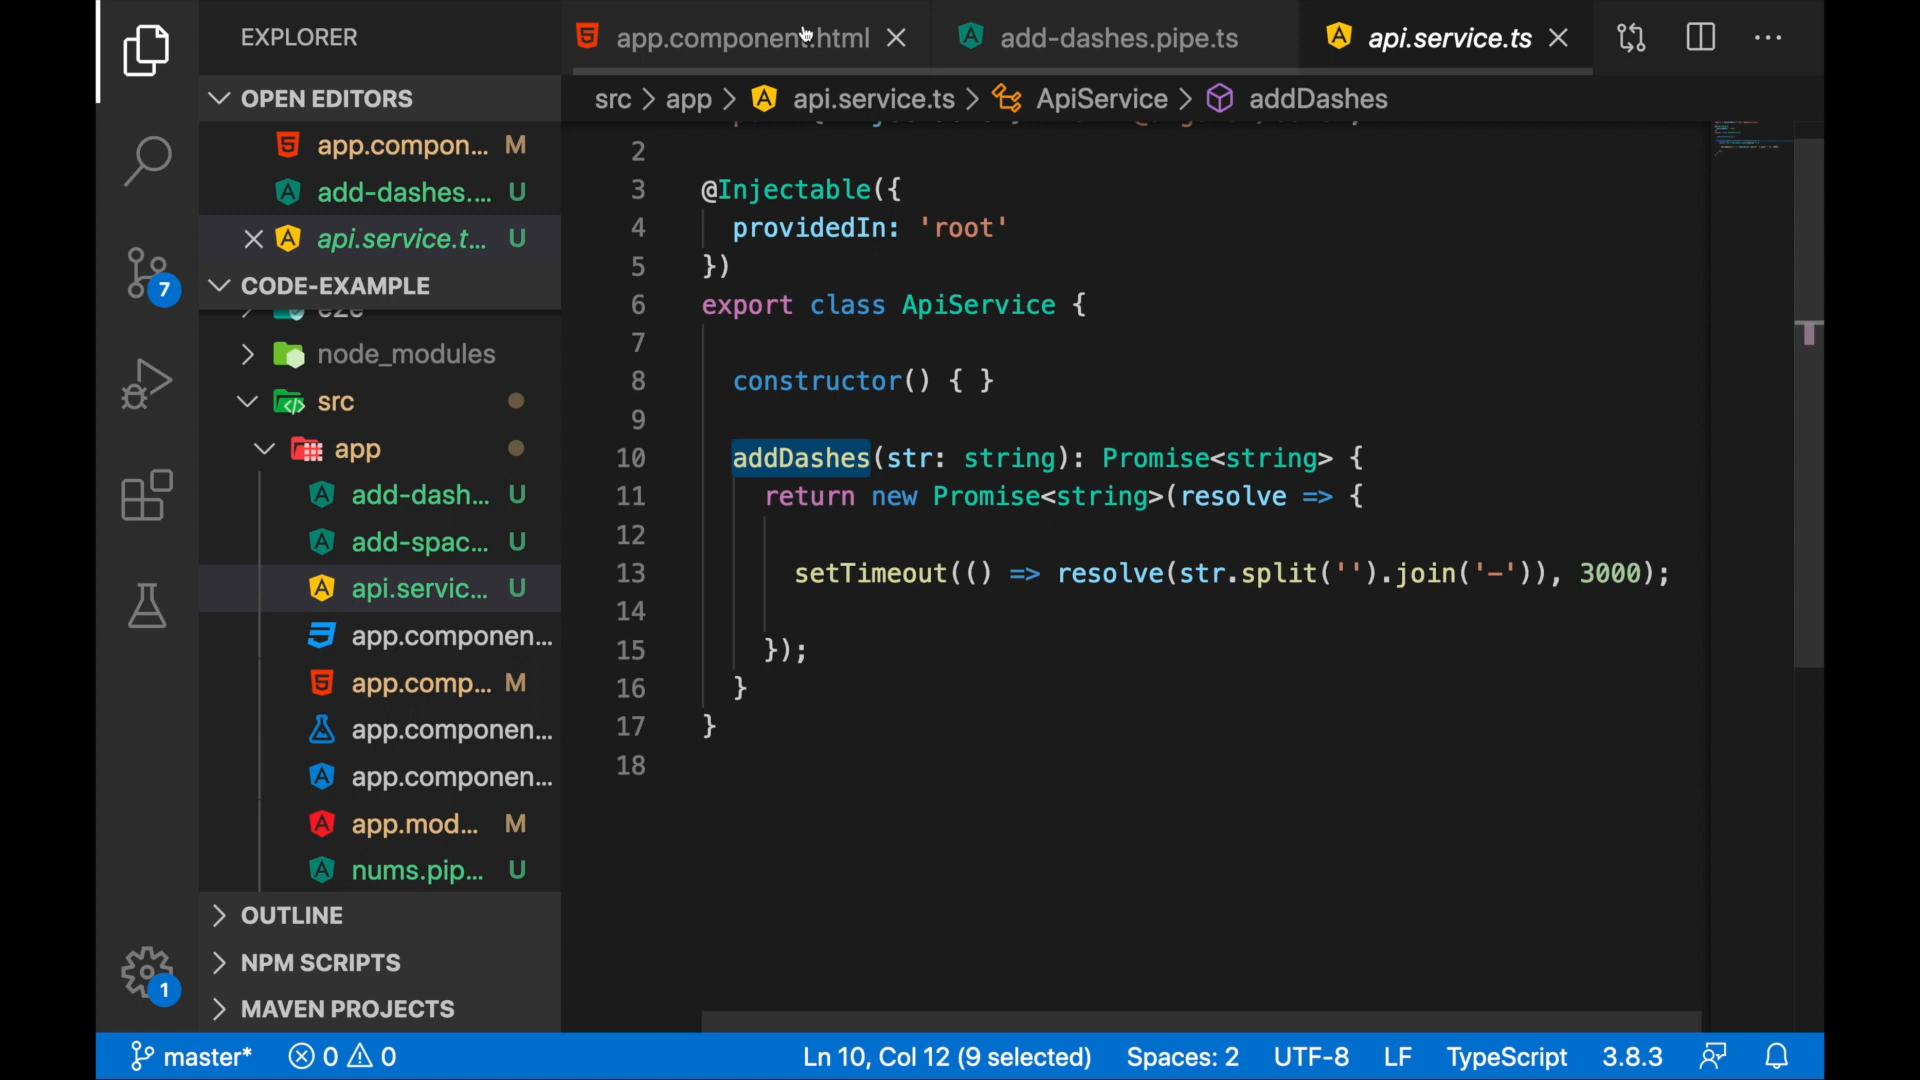 EXPLORER
app.component.html
add-dashes.pipe.ts
api.service.ts
OPEN EDITORS
src > app > api.service.ts > ApiService > addDashes
app.compon... M
add-dashes.... U
api.service.t... U
CODE-EXAMPLE
node_modules
src
app
add-dash... U
add-spac... U
api.servic... U
app.componen...
app.comp... M
app.componen...
app.componen...
app.mod... M
nums.pip... U
OUTLINE
NPM SCRIPTS
MAVEN PROJECTS
7
1
2
3 @Injectable({
4 providedIn: 'root'
5 })
6 export class ApiService {
7
8 constructor() { }
9
10 addDashes(str: string): Promise<string> {
11 return new Promise<string>(resolve => {
12
13 setTimeout(() => resolve(str.split('').join('-')), 3000);
14
15 });
16 }
17 }
18
master* 0 0 Ln 10, Col 12 (9 selected) Spaces: 2 UTF-8 LF TypeScript 3.8.3